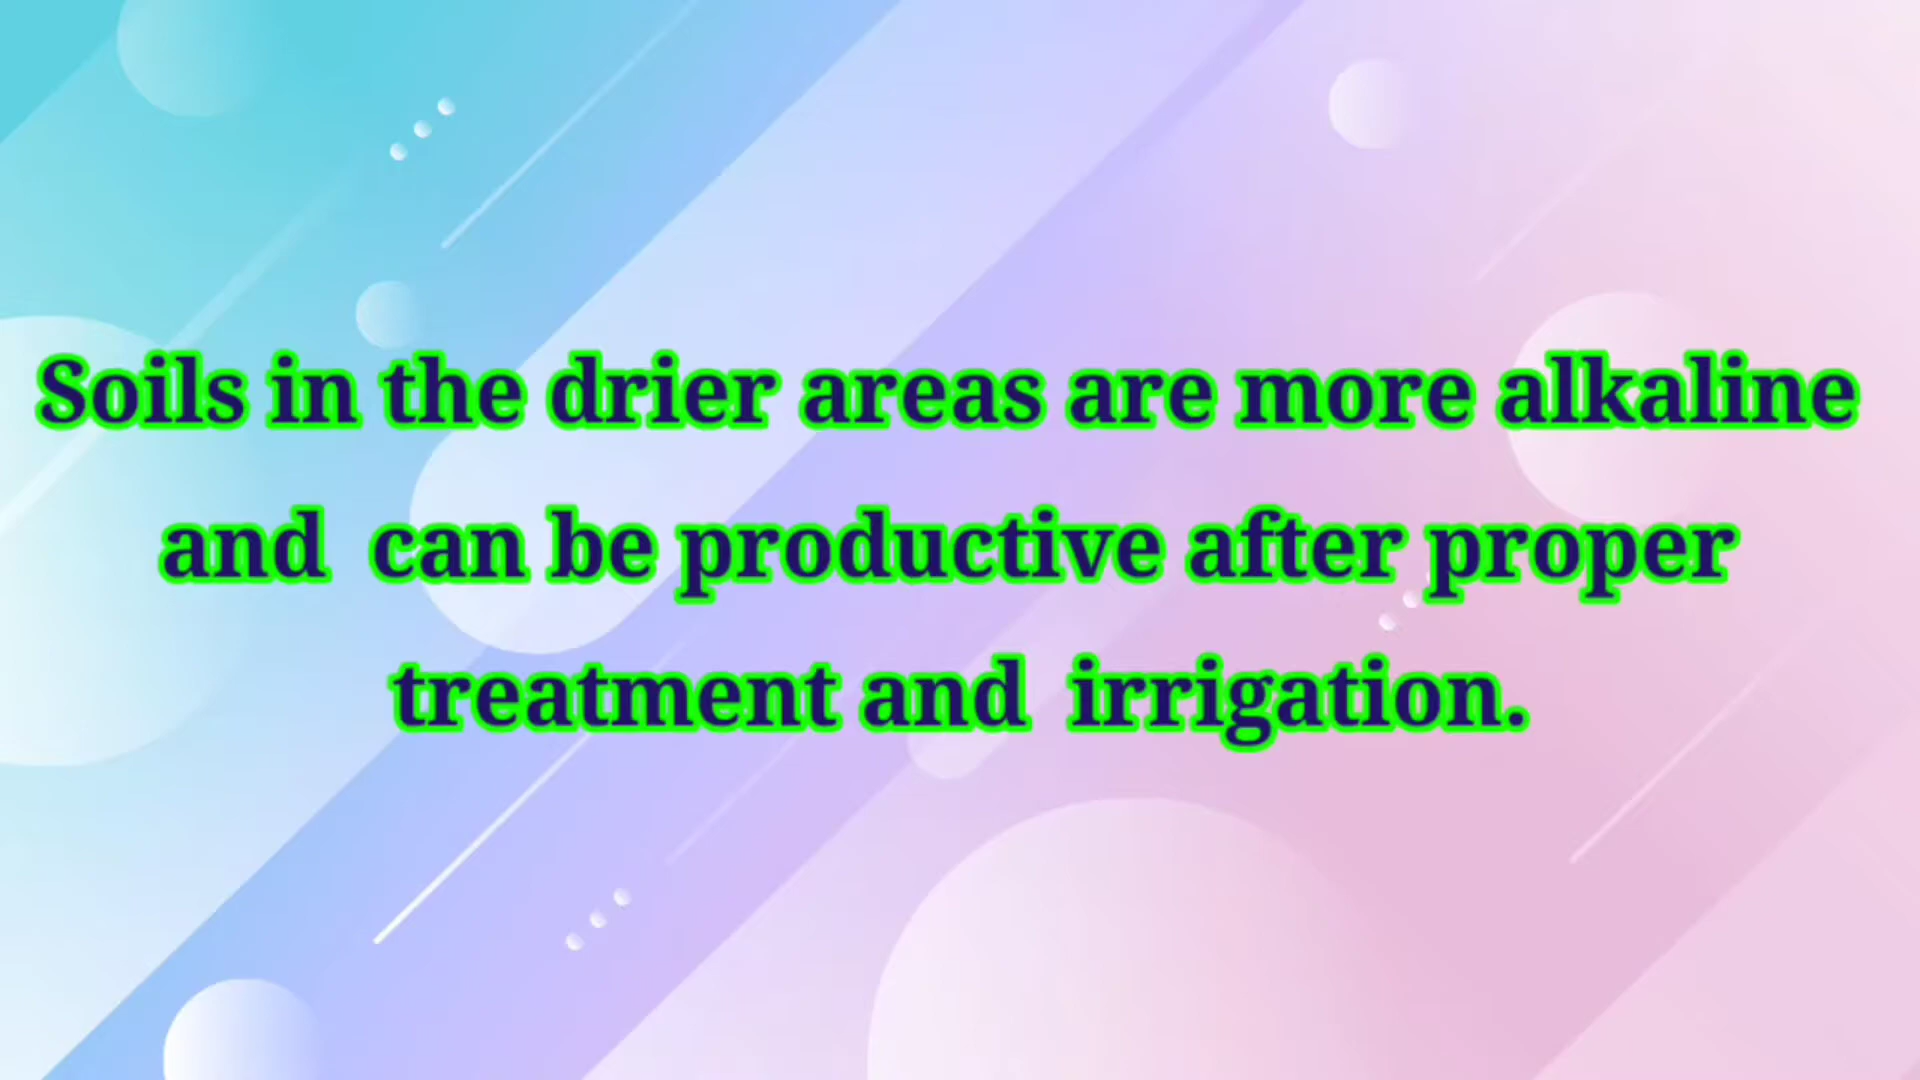 Soils in the drier areas are more alkaline
and can be productive after proper
treatment and irrigation.